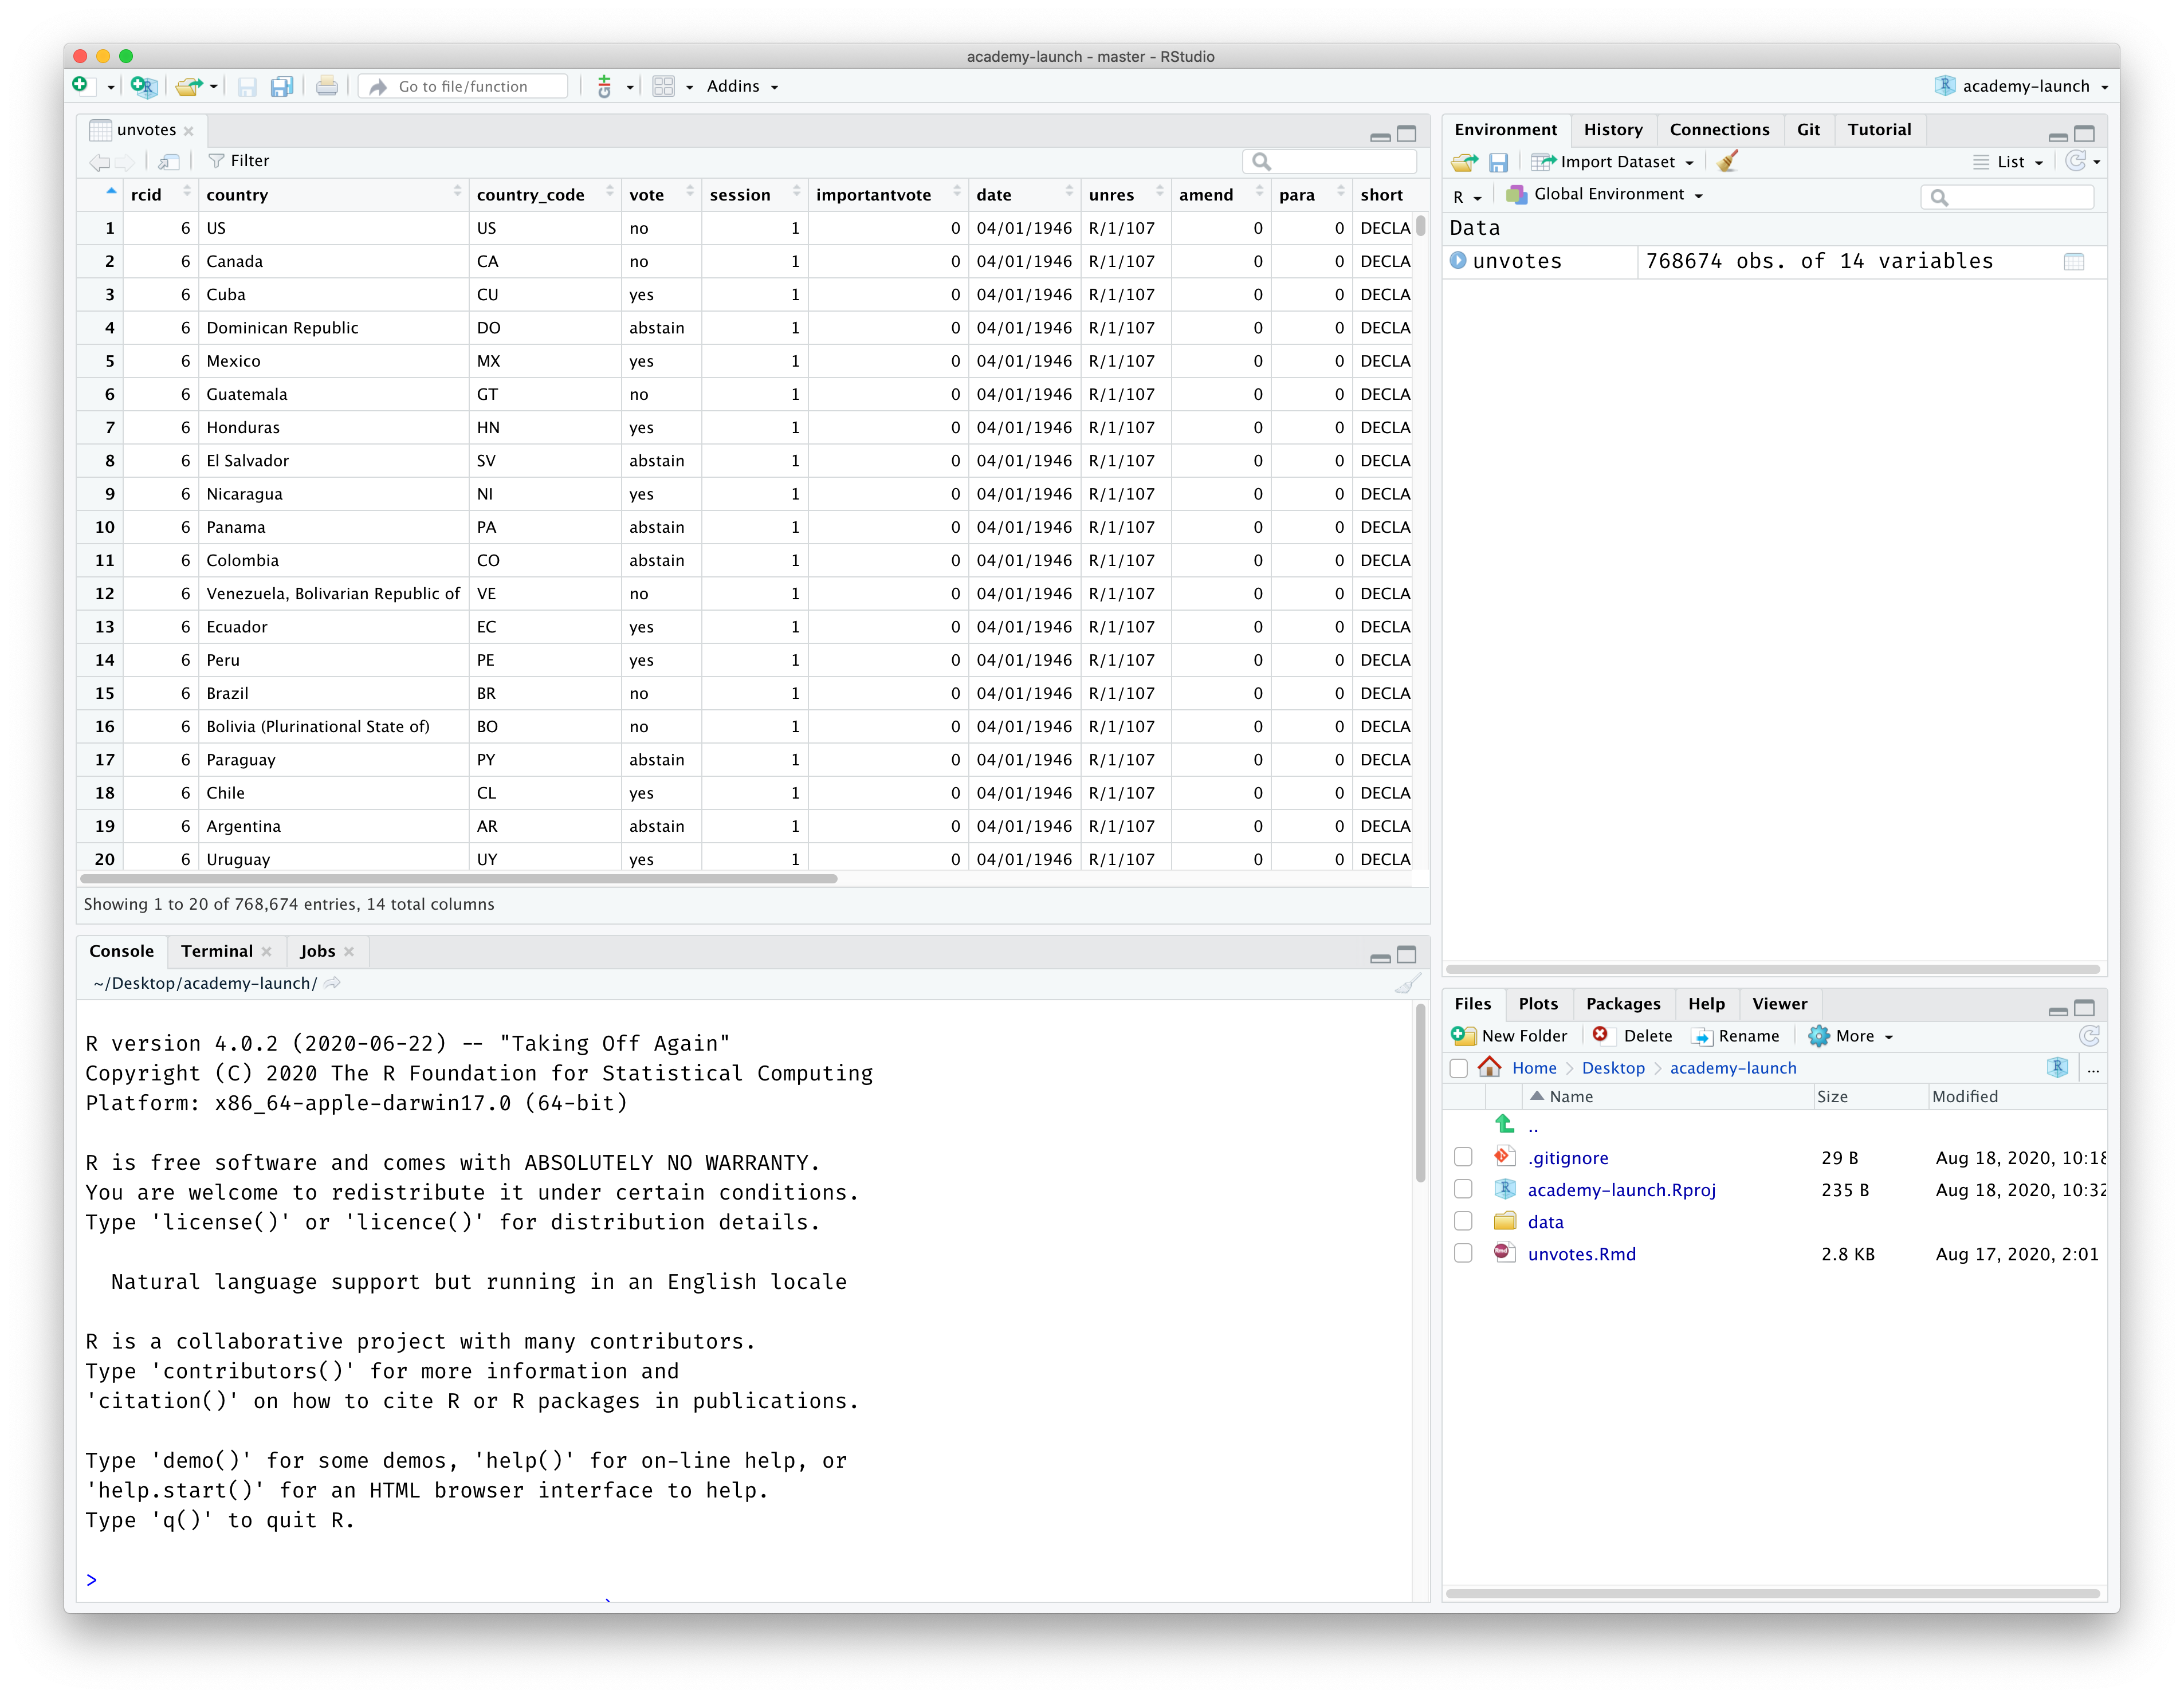 academy-launch - master - RStudio
Go to file/function Addins academy-launch
unvotes
Filter
rcid country country_code vote session importantvote date unres amend para short
1 6 US US no 1 0 04/01/1946 R/1/107 0 0 DECLA
2 6 Canada CA no 1 0 04/01/1946 R/1/107 0 0 DECLA
3 6 Cuba CU yes 1 0 04/01/1946 R/1/107 0 0 DECLA
4 6 Dominican Republic DO abstain 1 0 04/01/1946 R/1/107 0 0 DECLA
5 6 Mexico MX yes 1 0 04/01/1946 R/1/107 0 0 DECLA
6 6 Guatemala GT no 1 0 04/01/1946 R/1/107 0 0 DECLA
7 6 Honduras HN yes 1 0 04/01/1946 R/1/107 0 0 DECLA
8 6 El Salvador SV abstain 1 0 04/01/1946 R/1/107 0 0 DECLA
9 6 Nicaragua NI yes 1 0 04/01/1946 R/1/107 0 0 DECLA
10 6 Panama PA abstain 1 0 04/01/1946 R/1/107 0 0 DECLA
11 6 Colombia CO abstain 1 0 04/01/1946 R/1/107 0 0 DECLA
12 6 Venezuela, Bolivarian Republic of VE no 1 0 04/01/1946 R/1/107 0 0 DECLA
13 6 Ecuador EC yes 1 0 04/01/1946 R/1/107 0 0 DECLA
14 6 Peru PE yes 1 0 04/01/1946 R/1/107 0 0 DECLA
15 6 Brazil BR no 1 0 04/01/1946 R/1/107 0 0 DECLA
16 6 Bolivia (Plurinational State of) BO no 1 0 04/01/1946 R/1/107 0 0 DECLA
17 6 Paraguay PY abstain 1 0 04/01/1946 R/1/107 0 0 DECLA
18 6 Chile CL yes 1 0 04/01/1946 R/1/107 0 0 DECLA
19 6 Argentina AR abstain 1 0 04/01/1946 R/1/107 0 0 DECLA
20 6 Uruguay UY yes 1 0 04/01/1946 R/1/107 0 0 DECLA
Showing 1 to 20 of 768,674 entries, 14 total columns
Console Terminal Jobs
~/Desktop/academy-launch/
R version 4.0.2 (2020-06-22) -- "Taking Off Again"
Copyright (C) 2020 The R Foundation for Statistical Computing
Platform: x86_64-apple-darwin17.0 (64-bit)
R is free software and comes with ABSOLUTELY NO WARRANTY.
You are welcome to redistribute it under certain conditions.
Type 'license()' or 'licence()' for distribution details.
Natural language support but running in an English locale
R is a collaborative project with many contributors.
Type 'contributors()' for more information and
'citation()' on how to cite R or R packages in publications.
Type 'demo()' for some demos, 'help()' for on-line help, or
'help.start()' for an HTML browser interface to help.
Type 'q()' to quit R.
>
Environment History Connections Git Tutorial
Import Dataset List
R Global Environment
Data
unvotes 768674 obs. of 14 variables
Files Plots Packages Help Viewer
New Folder Delete Rename More
Home > Desktop > academy-launch R ...
Name Size Modified
..
.gitignore 29 B Aug 18, 2020, 10:18
academy-launch.Rproj 235 B Aug 18, 2020, 10:32
data
unvotes.Rmd 2.8 KB Aug 17, 2020, 2:01